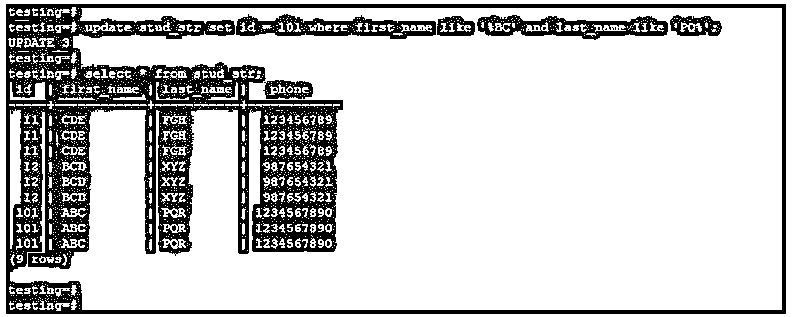 testing=#
testing=# update stud_str set id = 101 where first_name like '%BC' and last_name like 'PQ%';
UPDATE 3
testing=#
testing=# select * from stud_str;
id | first_name | last_name | phone
11 | CDE | FGH | 123456789
11 | CDE | FGH | 123456789
11 | CDE | FGH | 123456789
12 | BCD | XYZ | 987654321
12 | BCD | XYZ | 987654321
12 | BCD | XYZ | 987654321
101 | ABC | PQR | 1234567890
101 | ABC | PQR | 1234567890
101 | ABC | PQR | 1234567890
(9 rows)
testing=#
testing=#